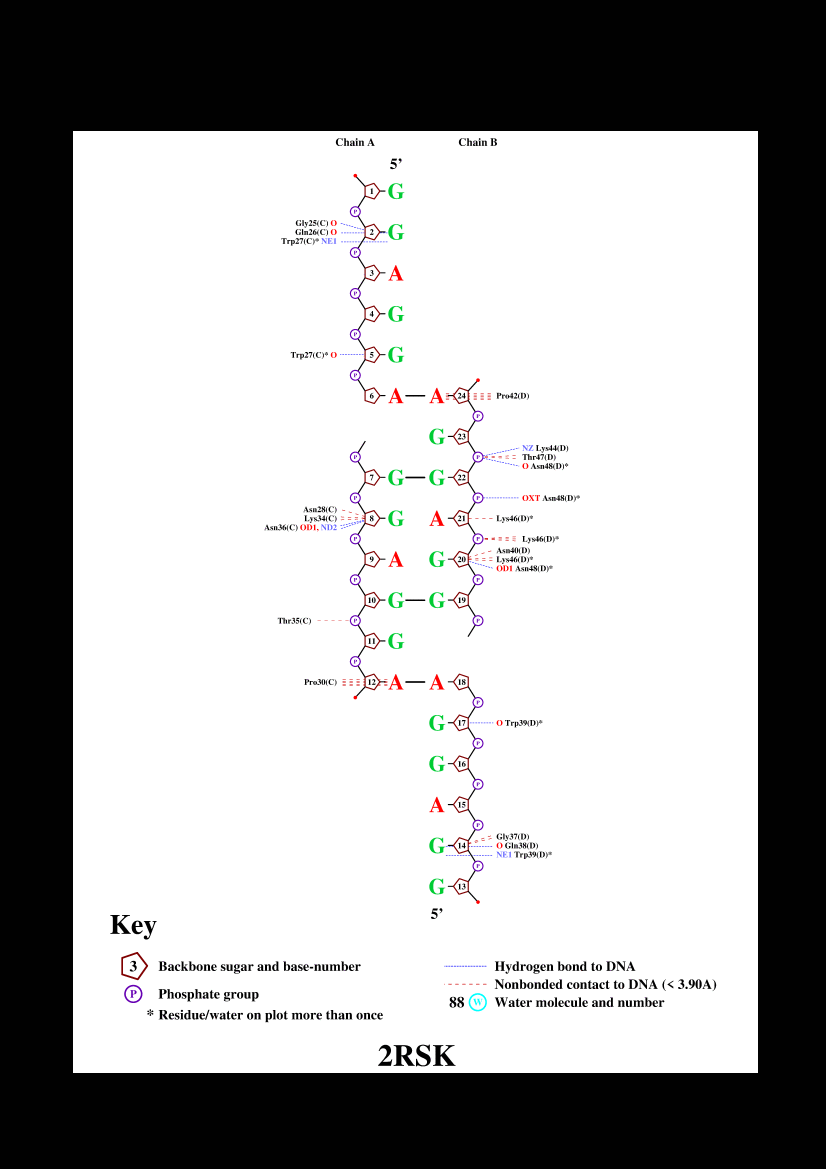 Chain A Chain B
5’
1 G
P
Gly25(C) O
Gln26(C) O 2 G
Trp27(C)* NE1
P
3 A
P
4 G
P
Trp27(C)* O 5 G
P
6 A A 24 Pro42(D)
P
G 23
NZ Lys44(D)
P P Thr47(D)
O Asn48(D)*
7 G G 22
P P OXT Asn48(D)*
Asn28(C)
Lys34(C) 8 G A 21 Lys46(D)*
Asn36(C) OD1, ND2
P P Lys46(D)*
Asn40(D)
9 A G 20 Lys46(D)*
OD1 Asn48(D)*
P P
10 G G 19
Thr35(C) P P
11 G
P
Pro30(C) 12 A A 18
P
G 17 O Trp39(D)*
P
G 16
P
A 15
P
Gly37(D)
G 14 O Gln38(D)
NE1 Trp39(D)*
P
G 13
5’
Key
3 Backbone sugar and base-number
P Phosphate group
* Residue/water on plot more than once
Hydrogen bond to DNA
Nonbonded contact to DNA (< 3.90A)
88 W Water molecule and number
2RSK